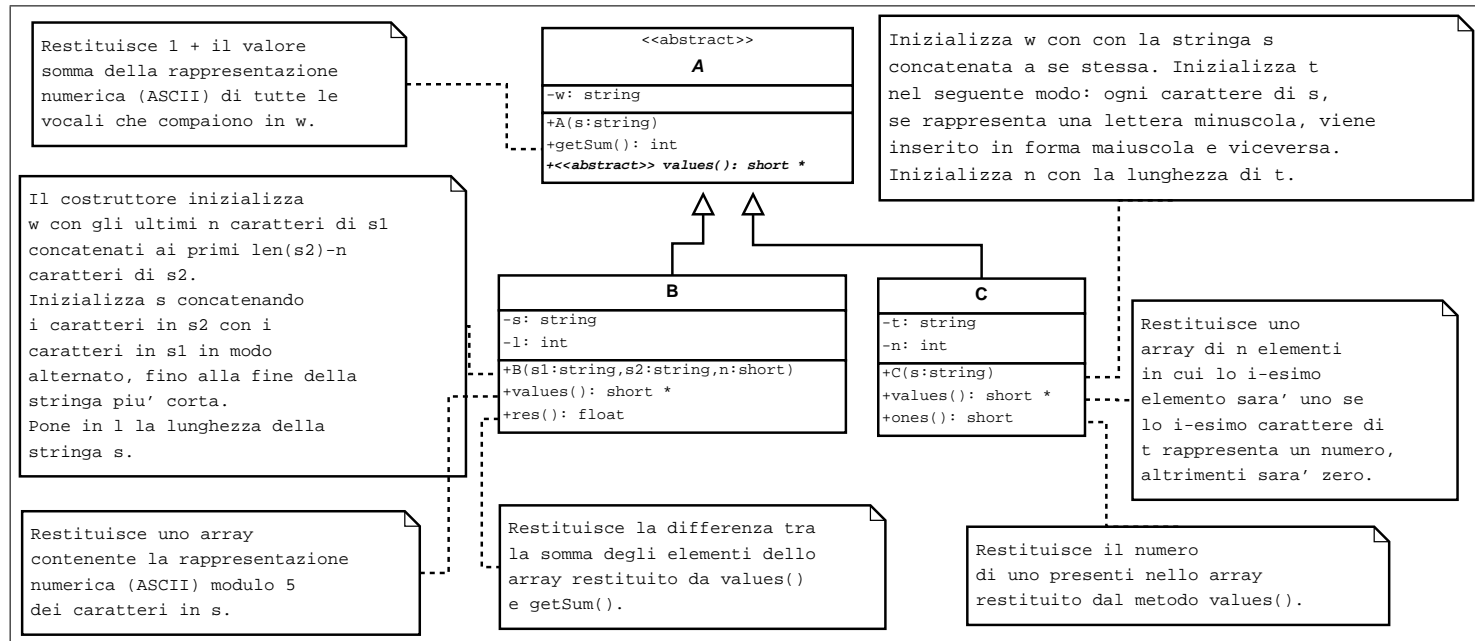 Restituisce 1 + il valore
somma della rappresentazione
numerica (ASCII) di tutte le
vocali che compaiono in w.
<<abstract>>
A
-w: string
+A(s:string)
+getSum(): int
+<<abstract>> values(): short *
Inizializza w con con la stringa s
concatenata a se stessa. Inizializza t
nel seguente modo: ogni carattere di s,
se rappresenta una lettera minuscola, viene
inserito in forma maiuscola e viceversa.
Inizializza n con la lunghezza di t.
Il costruttore inizializza
w con gli ultimi n caratteri di s1
concatenati ai primi len(s2)-n
caratteri di s2.
Inizializza s concatenando
i caratteri in s2 con i
caratteri in s1 in modo
alternato, fino alla fine della
stringa piu' corta.
Pone in l la lunghezza della
stringa s.
B
-s: string
-l: int
+B(s1:string,s2:string,n:short)
+values(): short *
+res(): float
C
-t: string
-n: int
+C(s:string)
+values(): short *
+ones(): short
Restituisce uno
array di n elementi
in cui lo i-esimo
elemento sara' uno se
lo i-esimo carattere di
t rappresenta un numero,
altrimenti sara' zero.
Restituisce uno array
contenente la rappresentazione
numerica (ASCII) modulo 5
dei caratteri in s.
Restituisce la differenza tra
la somma degli elementi dello
array restituito da values()
e getSum().
Restituisce il numero
di uno presenti nello array
restituito dal metodo values().